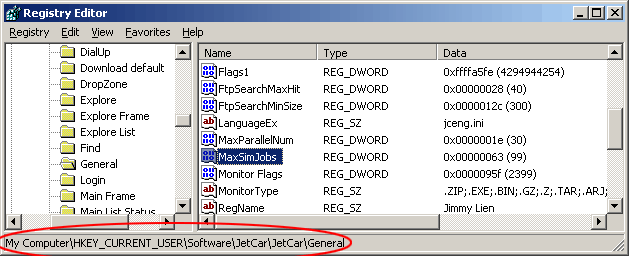 Registry Editor
Registry Edit View Favorites Help
Name Type Data
DialUp
Download default
DropZone
Explore
Explore Frame
Explore List
Find
General
Login
Main Frame
Main List Status
Flags1 REG_DWORD 0xffffa5fe (4294944254)
FtpSearchMaxHit REG_DWORD 0x00000028 (40)
FtpSearchMinSize REG_DWORD 0x0000012c (300)
LanguageEx REG_SZ jceng.ini
MaxParallelNum REG_DWORD 0x0000001e (30)
MaxSimJobs REG_DWORD 0x00000063 (99)
Monitor Flags REG_DWORD 0x0000095f (2399)
MonitorType REG_SZ .ZIP;.EXE;.BIN;.GZ;.Z;.TAR;.ARJ;
RegName REG_SZ Jimmy Lien
My Computer\HKEY_CURRENT_USER\Software\JetCar\JetCar\General